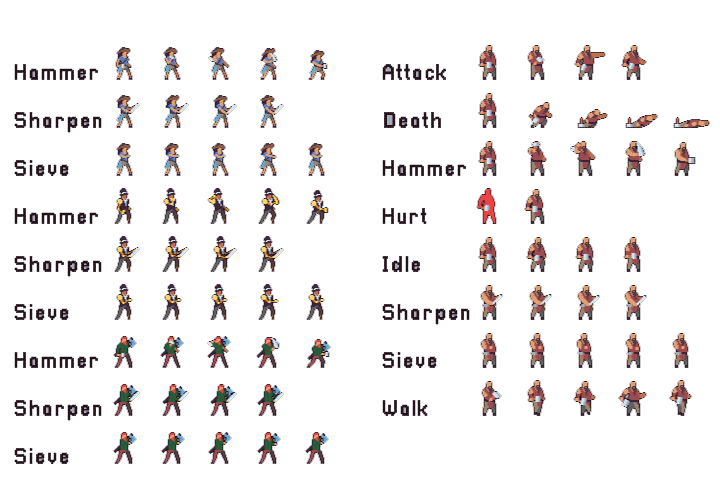 Hammer
Sharpen
Sieve
Hammer
Sharpen
Sieve
Hammer
Sharpen
Sieve
Attack
Death
Hammer
Hurt
Idle
Sharpen
Sieve
Walk